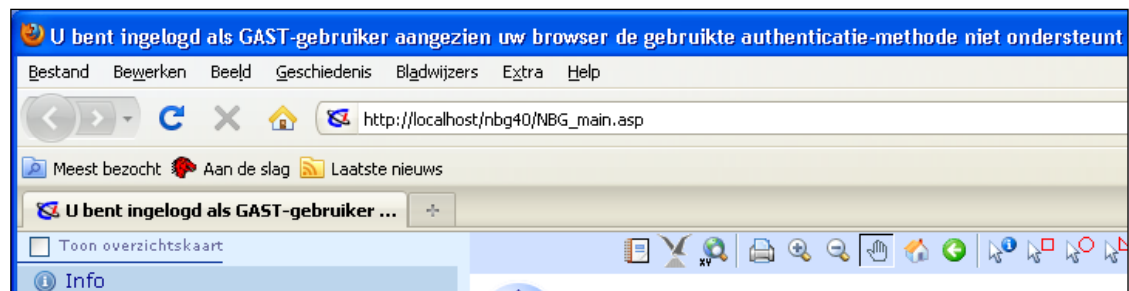 U bent ingelogd als GAST-gebruiker aangezien uw browser de gebruikte authenticatie-methode niet ondersteunt
Bestand Bewerken Beeld Geschiedenis Bladwijzers Extra Help
http://localhost/nbg40/NBG_main.asp
Meest bezocht Aan de slag Laatste nieuws
U bent ingelogd als GAST-gebruiker ...
Toon overzichtskaart
XY
Info